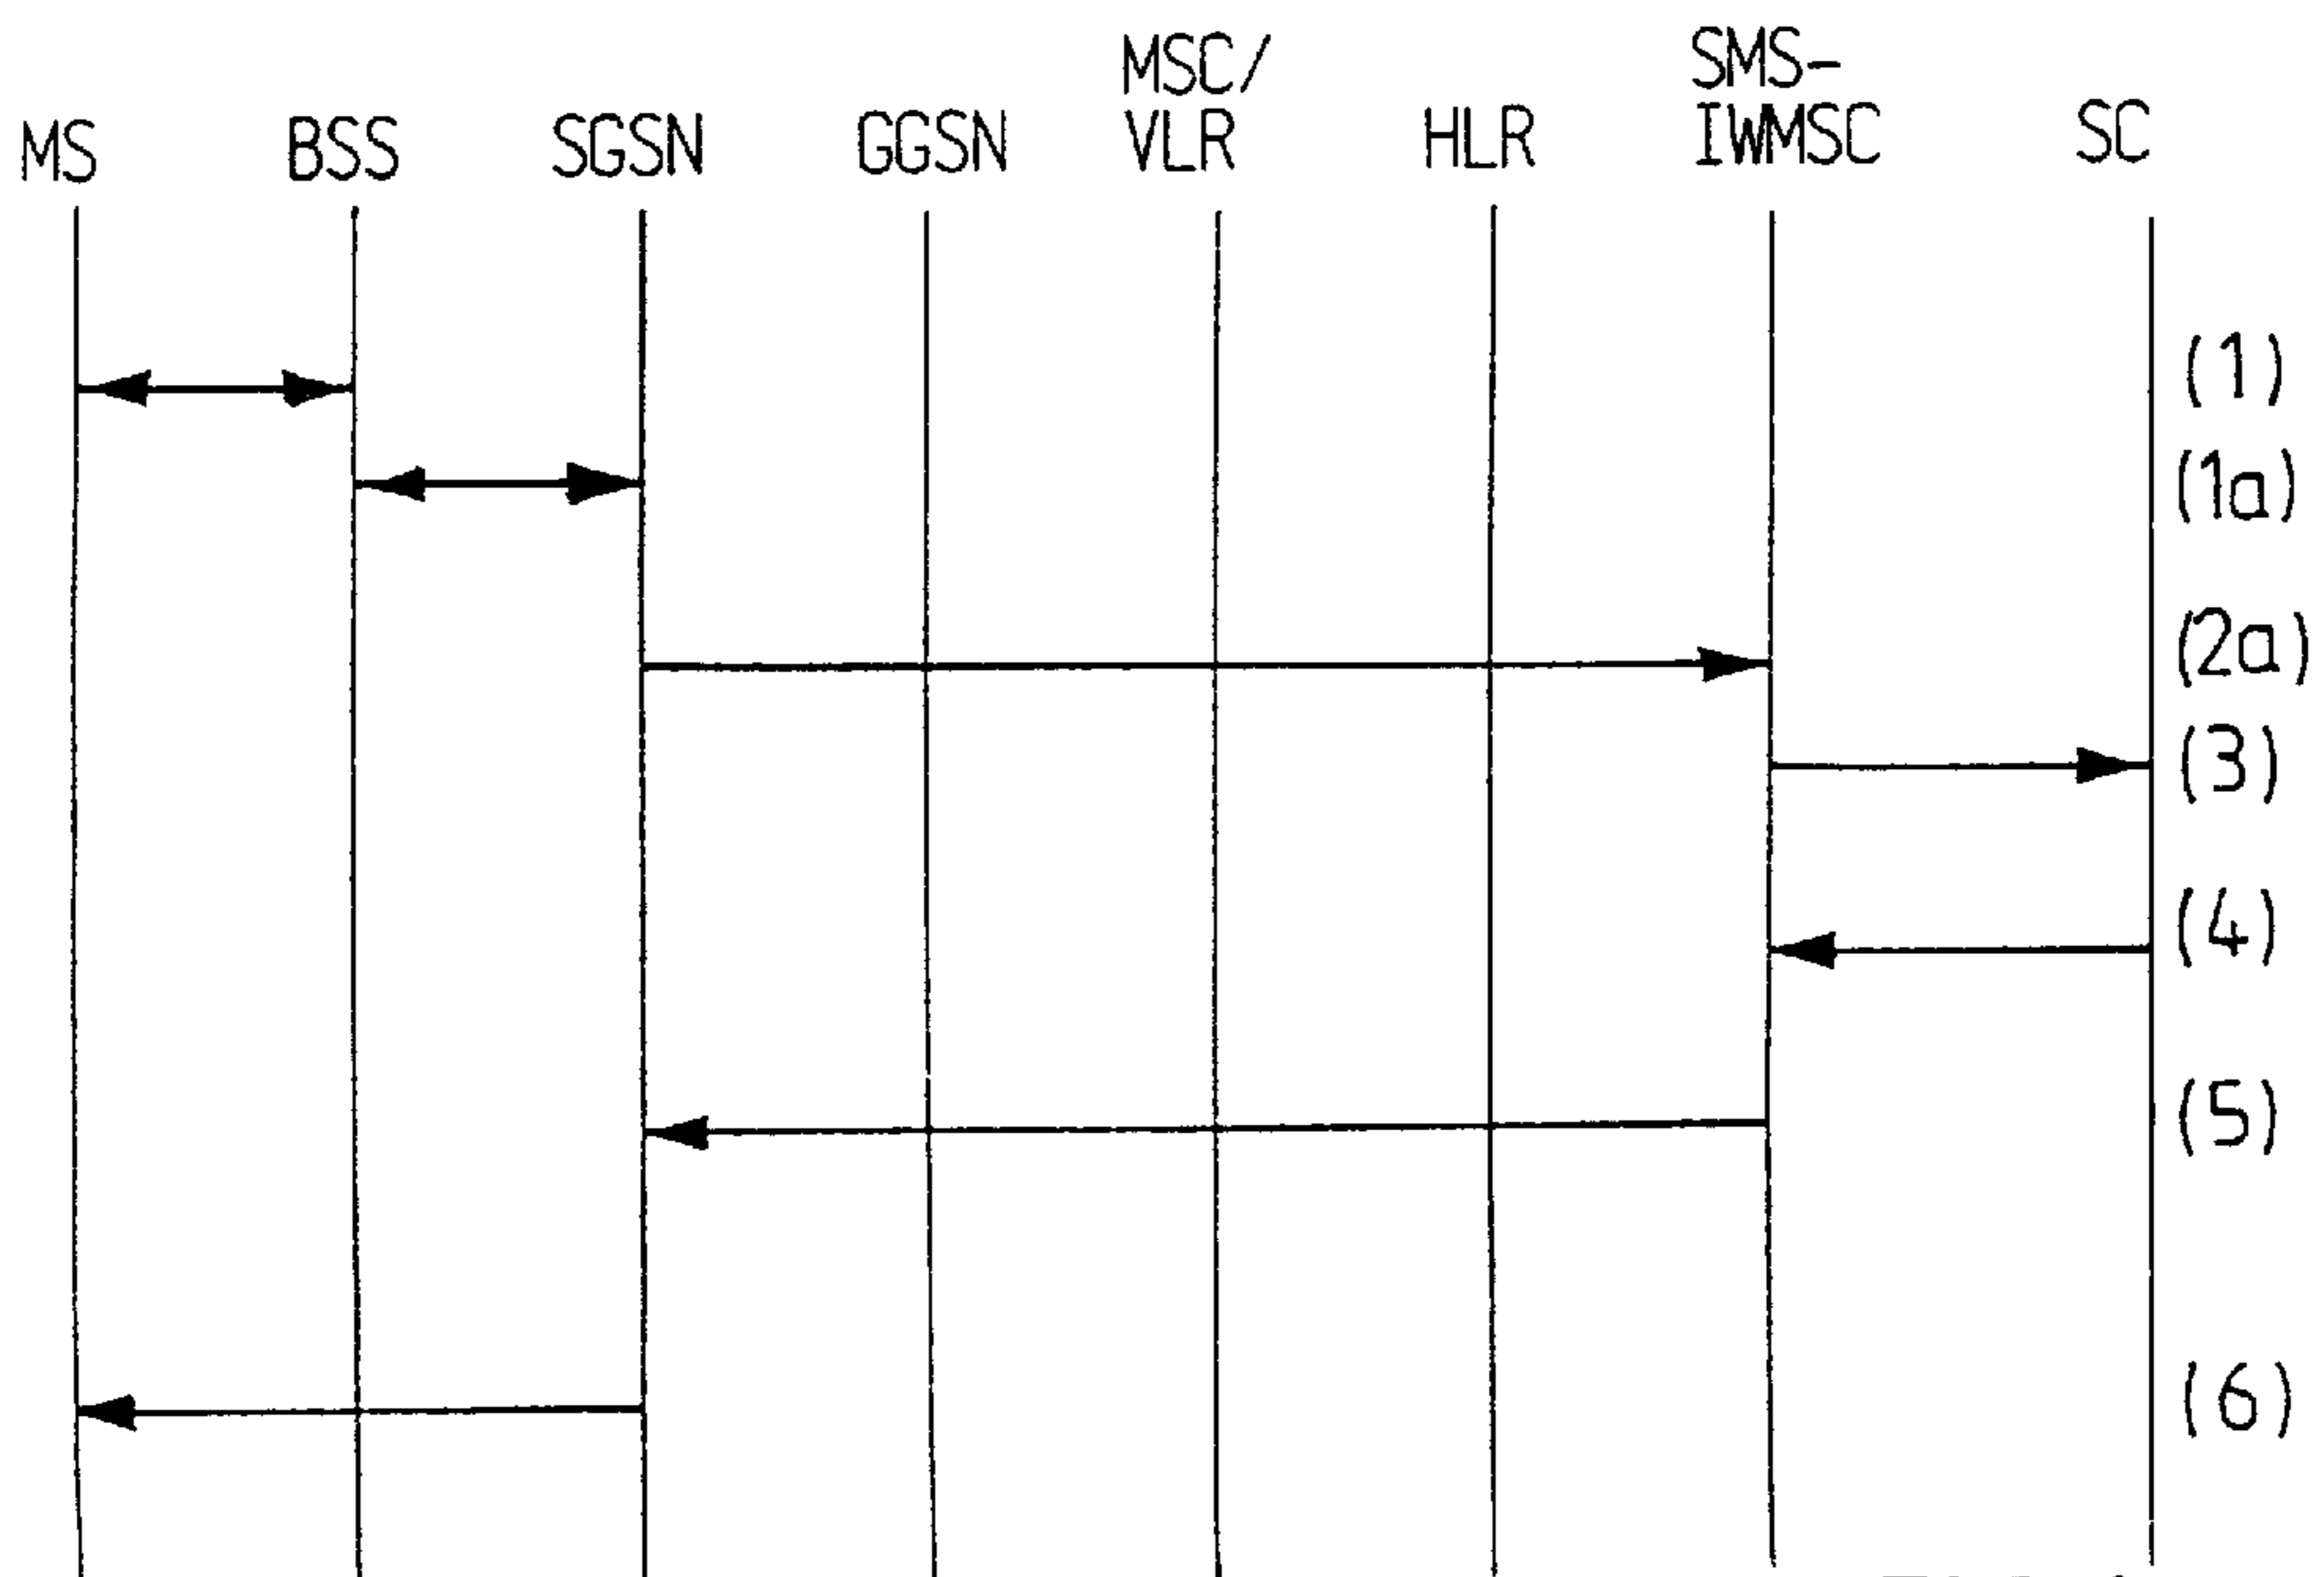 MS
BSS
SGSN
GGSN
MSC/
VLR
HLR
SMS-
IWMSC
SC
(1)
(1a)
(2a)
(3)
(4)
(5)
(6)